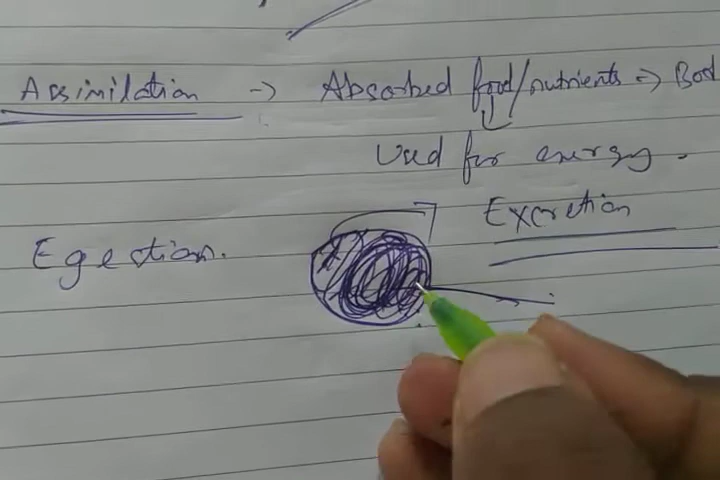 Assimilation → Absorbed food/nutrients ⇒ Bod
Used for energy.
Excretion
Egestion.